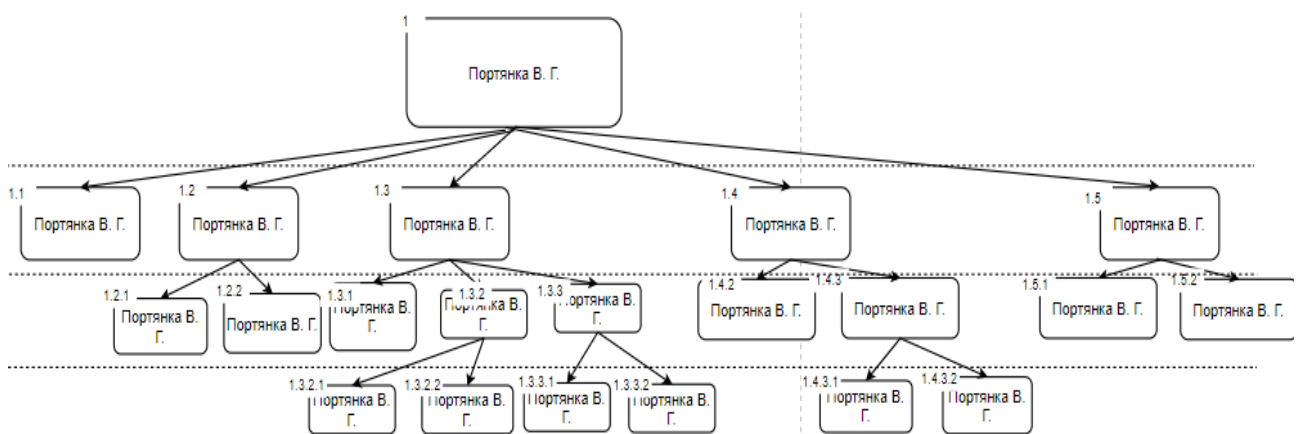 1
Портянка В. Г.
1.1
Портянка В. Г.
1.2
Портянка В. Г.
1.3
Портянка В. Г.
1.4
Портянка В. Г.
1.5
Портянка В. Г.
1.2.1
Портянка В.
Г.
1.2.2
Портянка В. Г.
1.3.1
Портянка В.
Г.
1.3.2
Портянка В.
Г.
1.3.3
Портянка В.
Г.
1.4.2
Портянка В. Г.
1.4.3
Портянка В. Г.
1.5.1
Портянка В. Г.
1.5.2
Портянка В. Г.
1.3.2.1
Портянка В.
Г.
1.3.2.2
Портянка В.
Г.
1.3.3.1
Портянка В.
Г.
1.3.3.2
Портянка В.
Г.
1.4.3.1
Портянка В.
Г.
1.4.3.2
Портянка В.
Г.